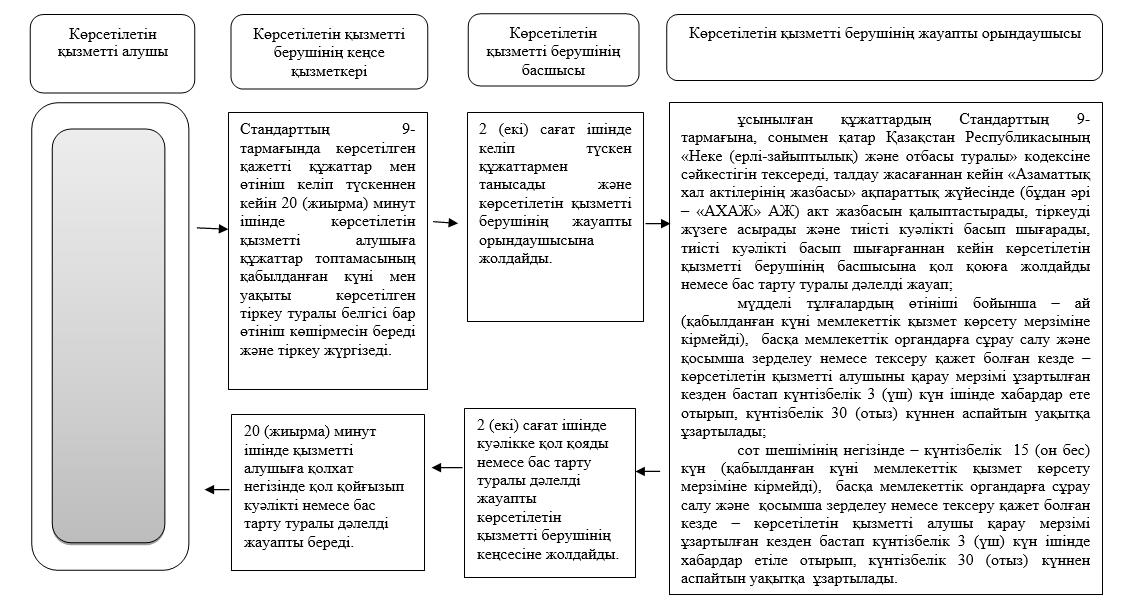 Көрсетілетін
қызметті алушы
Көрсетілетін қызметті
берушінің кеңсе
қызметкері
Көрсетілетін
қызметті берушінің
басшысы
Көрсетілетін қызметті берушінің жауапты орындаушысы
Стандарттың 9-
тармағында көрсетілген
қажетті құжаттар мен
өтініш келіп түскеннен
кейін 20 (жиырма) минут
ішінде көрсетілетін
қызметті алушыға
құжаттар топтамасының
қабылданған күні мен
уақыты көрсетілген
тіркеу туралы белгісі бар
өтініш көшірмесін береді
және тіркеу жүргізеді.
2 (екі) сағат ішінде
келіп түскен
құжаттармен
танысады және
көрсетілетін қызметті
берушінің жауапты
орындаушысына
жолдайды.
ұсынылған құжаттардың Стандарттың 9-
тармағына, сонымен қатар Қазақстан Республикасының
«Неке (ерлі-зайыптылық) және отбасы туралы» кодексіне
сәйкестігін тексереді, талдау жасағаннан кейін «Азаматтық
хал актілерінің жазбасы» ақпараттық жүйесінде (бұдан әрі
– «АХАЖ» АЖ) акт жазбасын қалыптастырады, тіркеуді
жүзеге асырады және тиісті куәлікті басып шығарады,
тиісті куәлікті басып шығарғаннан кейін көрсетілетін
қызметті берушінің басшысына қол қоюға жолдайды
немесе бас тарту туралы дәлелді жауап;
мүдделі тұлғалардың өтініші бойынша – ай
(қабылданған күні мемлекеттік қызмет көрсету мерзіміне
кірмейді), басқа мемлекеттік органдарға сұрау салу және
қосымша зерделеу немесе тексеру қажет болған кезде –
көрсетілетін қызметті алушыны қарау мерзімі ұзартылған
кезден бастап күнтізбелік 3 (үш) күн ішінде хабардар ете
отырып, күнтізбелік 30 (отыз) күннен аспайтын уақытқа
ұзартылады;
сот шешімінің негізінде – күнтізбелік 15 (он бес)
күн (қабылданған күні мемлекеттік қызмет көрсету
мерзіміне кірмейді), басқа мемлекеттік органдарға сұрау
салу және қосымша зерделеу немесе тексеру қажет болған
кезде – көрсетілетін қызметті алушы қарау мерзімі
ұзартылған кезден бастап күнтізбелік 3 (үш) күн ішінде
хабардар етіле отырып, күнтізбелік 30 (отыз) күннен
аспайтын уақытқа ұзартылады.
2 (екі) сағат ішінде
куәлікке қол қояды
немесе бас тарту
туралы дәлелді
жауапты
көрсетілетін
қызметті берушінің
кеңсесіне жолдайды.
20 (жиырма) минут
ішінде қызметті
алушыға қолхат
негізінде қол қойғызып
куәлікті немесе бас
тарту туралы дәлелді
жауапты береді.